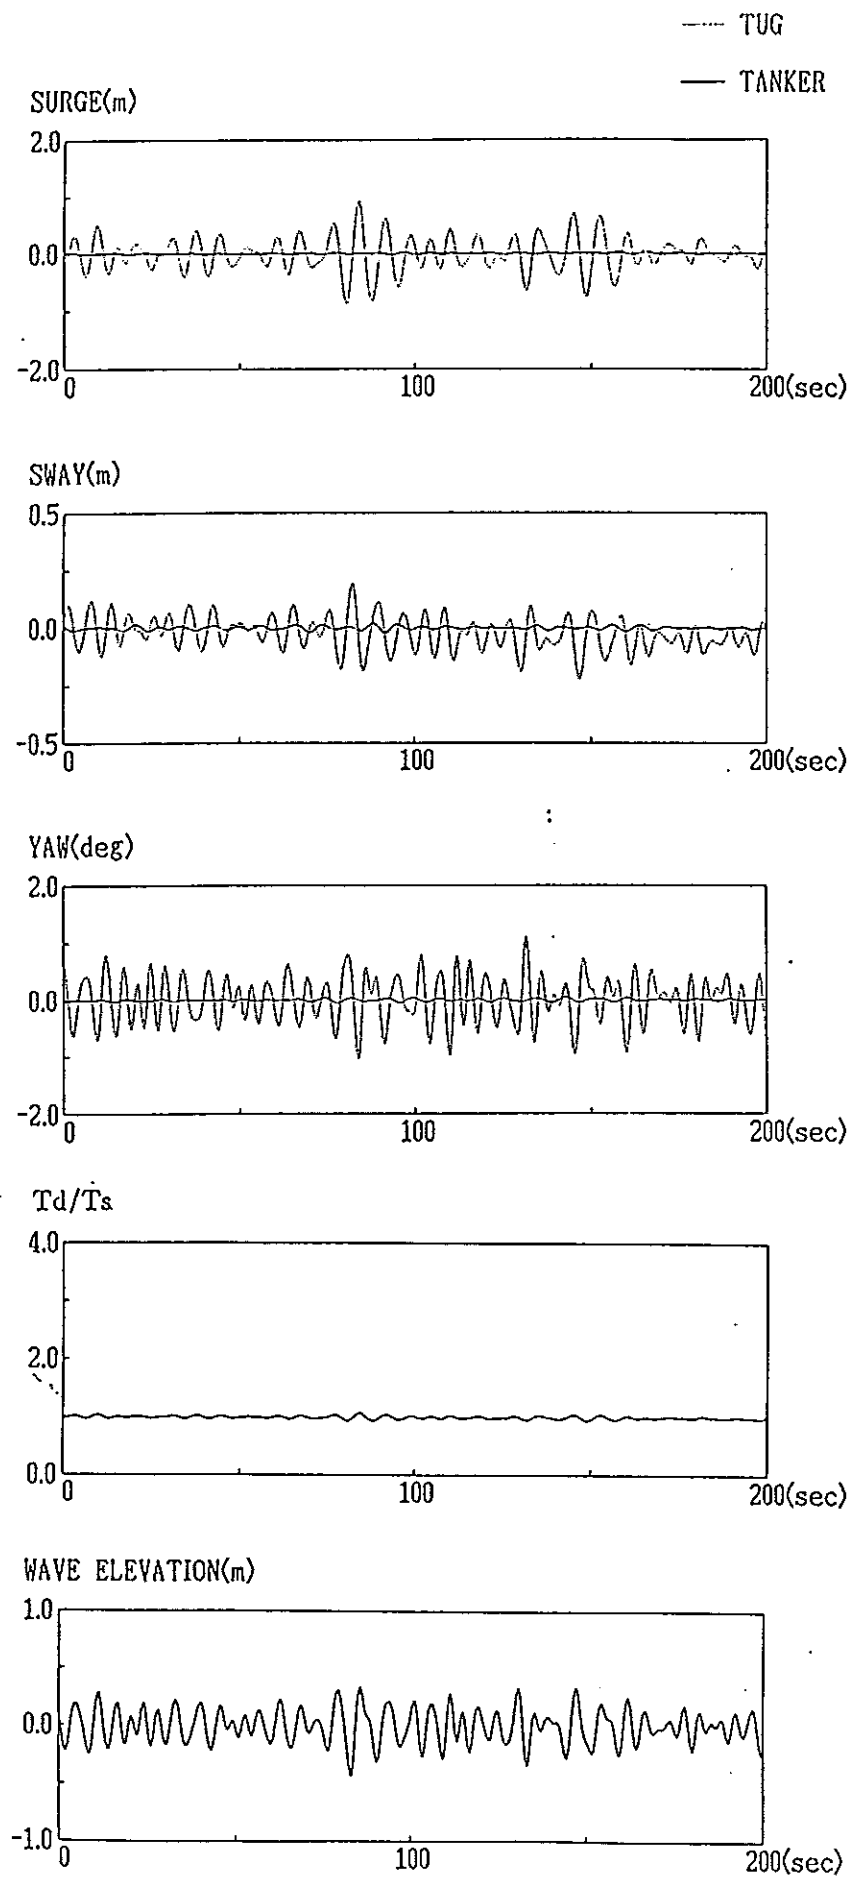 TUG
TANKER
SURGE(m)
2.0
0.0
-2.0
0 100 200(sec)
SWAY(m)
0.5
0.0
-0.5
0 100 200(sec)
YAW(deg)
2.0
0.0
-2.0
0 100 200(sec)
Td/Ts
4.0
2.0
0.0
0 100 200(sec)
WAVE ELEVATION(m)
1.0
0.0
-1.0
0 100 200(sec)